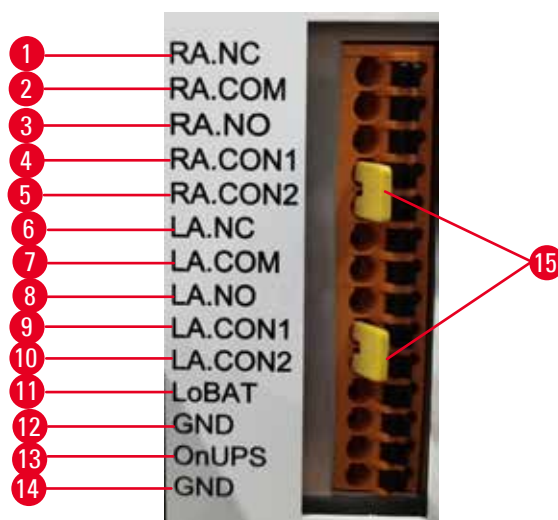 1 RA.NC
2 RA.COM
3 RA.NO
4 RA.CON1
5 RA.CON2
6 LA.NC
7 LA.COM
8 LA.NO
9 LA.CON1
10 LA.CON2
11 LoBAT
12 GND
13 OnUPS
14 GND
15